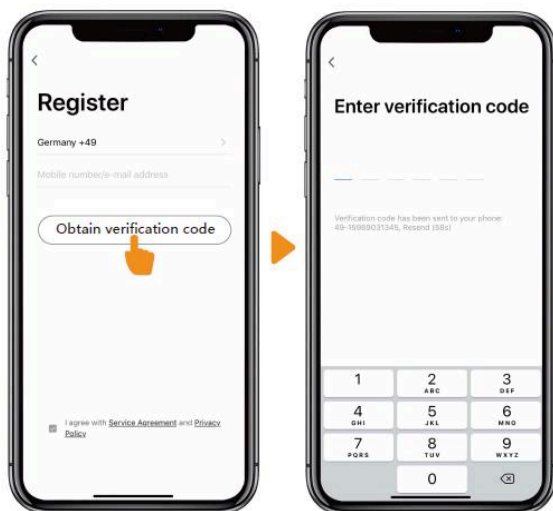 Register
Germany +49
Mobile number/e-mail address
Obtain verification code
I agree with Service Agreement and Privacy
Policy
Enter verification code
Verification code has been sent to your phone:
49-15989031345, Resend (58s)
1
2
ABC
3
DEF
4
GHI
5
JKL
6
MNO
7
PQRS
8
TUV
9
WXYZ
0